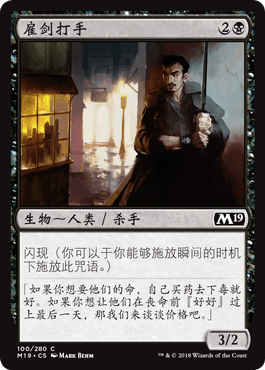 雇剑打手 2
生物～人类／杀手 M19
闪现（你可以于你能够施放瞬间的时机
下施放此咒语。）
「如果你想要他们的命，自己买药去下毒就
好。如果你想让他们在丧命前『好好』过
上最后一天，那我们来谈谈价格吧。」
3/2
100/280 C
M19 • CS MARK BEHM
™ & © 2018 Wizards of the Coast